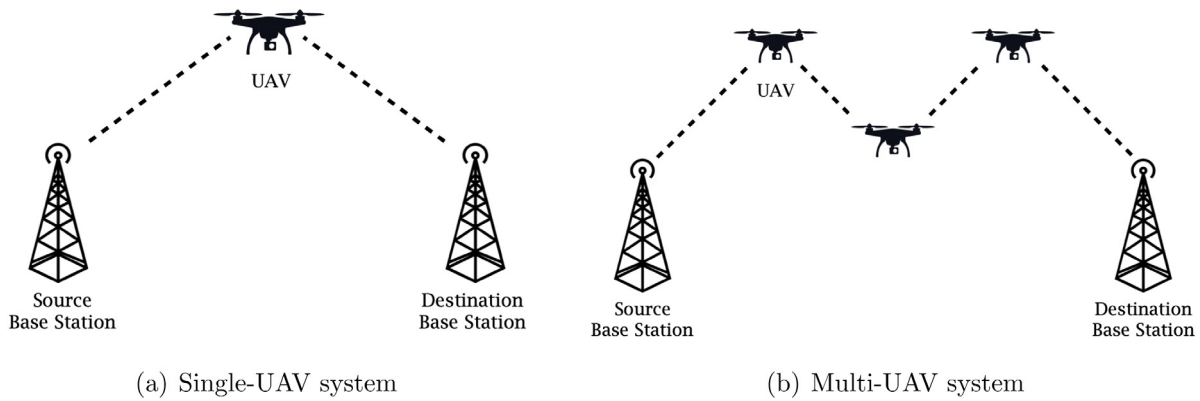 UAV
Source
Base Station
Destination
Base Station
(a) Single-UAV system
UAV
Source
Base Station
Destination
Base Station
(b) Multi-UAV system